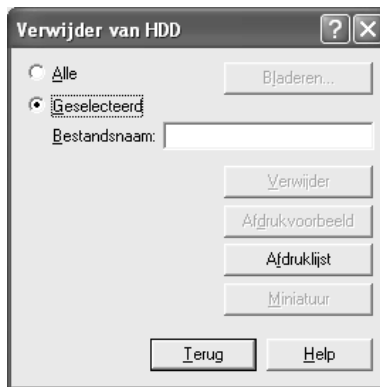 Verwijder van HDD
Alle
Bladeren...
Geselecteerd
Bestandsnaam:
Verwijder
Afdrukvoorbeeld
Afdruklijst
Miniatuur
Terug
Help